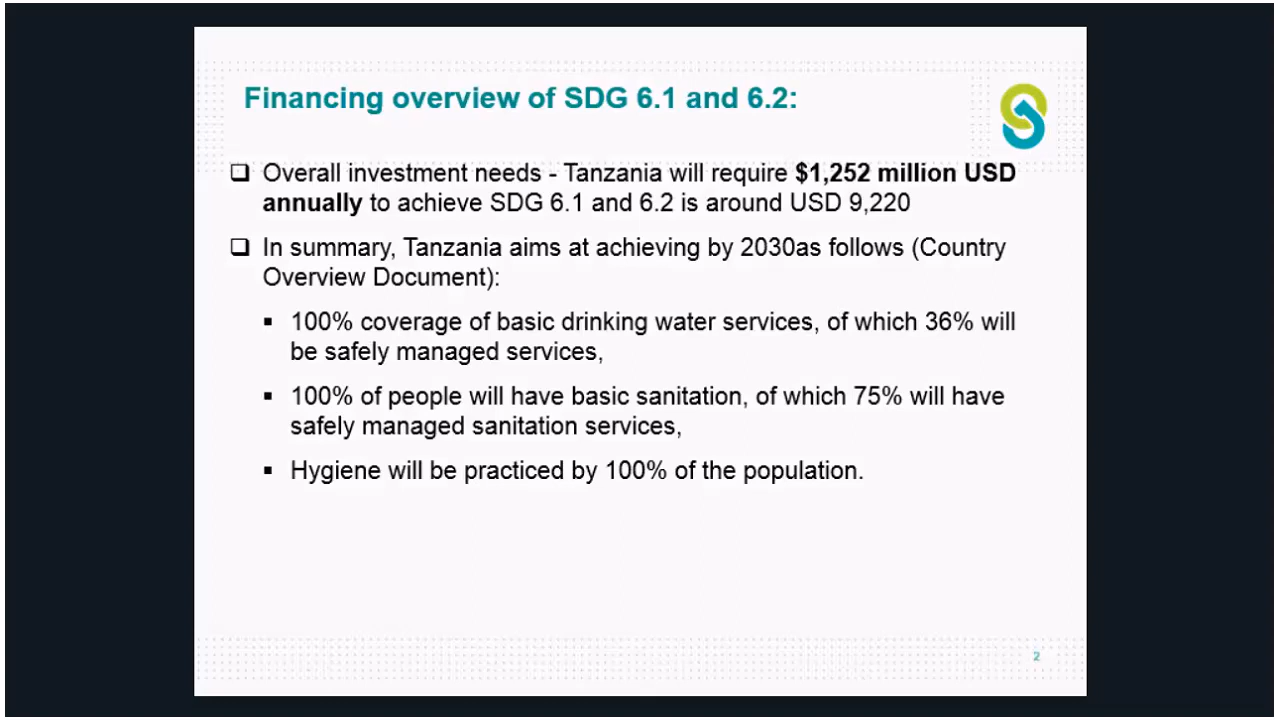 Financing overview of SDG 6.1 and 6.2:
❑ Overall investment needs - Tanzania will require $1,252 million USD
annually to achieve SDG 6.1 and 6.2 is around USD 9,220
❑ In summary, Tanzania aims at achieving by 2030as follows (Country
Overview Document):
▪ 100% coverage of basic drinking water services, of which 36% will
be safely managed services,
▪ 100% of people will have basic sanitation, of which 75% will have
safely managed sanitation services,
▪ Hygiene will be practiced by 100% of the population.
2